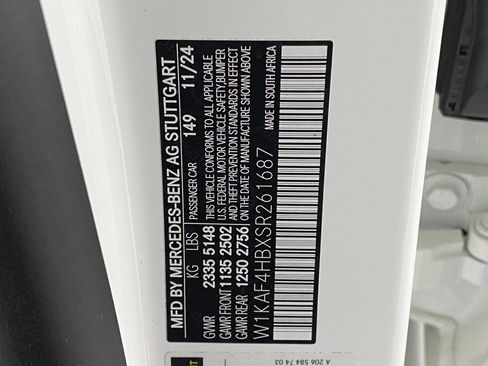 MFD BY MERCEDES-BENZ AG STUTTGART
PASSENGER CAR 149 11/24
KG LBS
THIS VEHICLE CONFORMS TO ALL APPLICABLE
GVWR 2335 5148
FEDERAL MOTOR VEHICLE SAFETY, BUMPER
GAWR FRONT 1135 2502
AND THEFT PREVENTION STANDARDS IN EFFECT
GAWR REAR 1250 2756
ON THE DATE OF MANUFACTURE SHOWN ABOVE
W1KAF4HBXSR261687
MADE IN SOUTH AFRICA
A 206 584 74 03